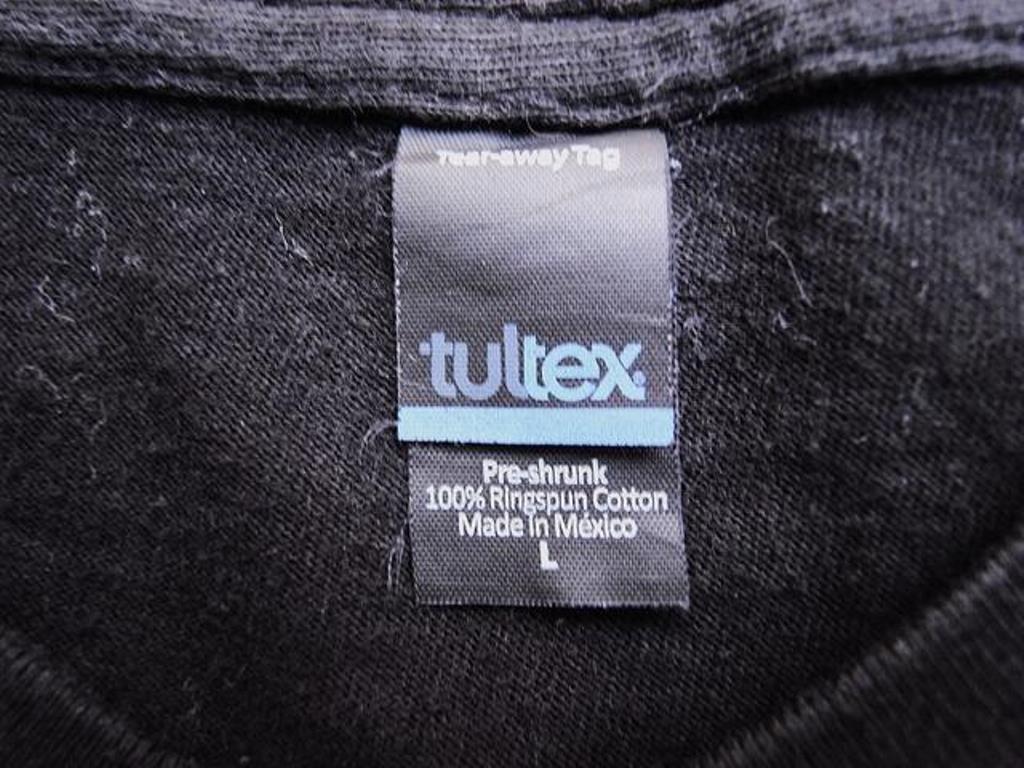 Tear-away Tag
tultex
Pre-shrunk
100% Ringspun Cotton
Made in México
L